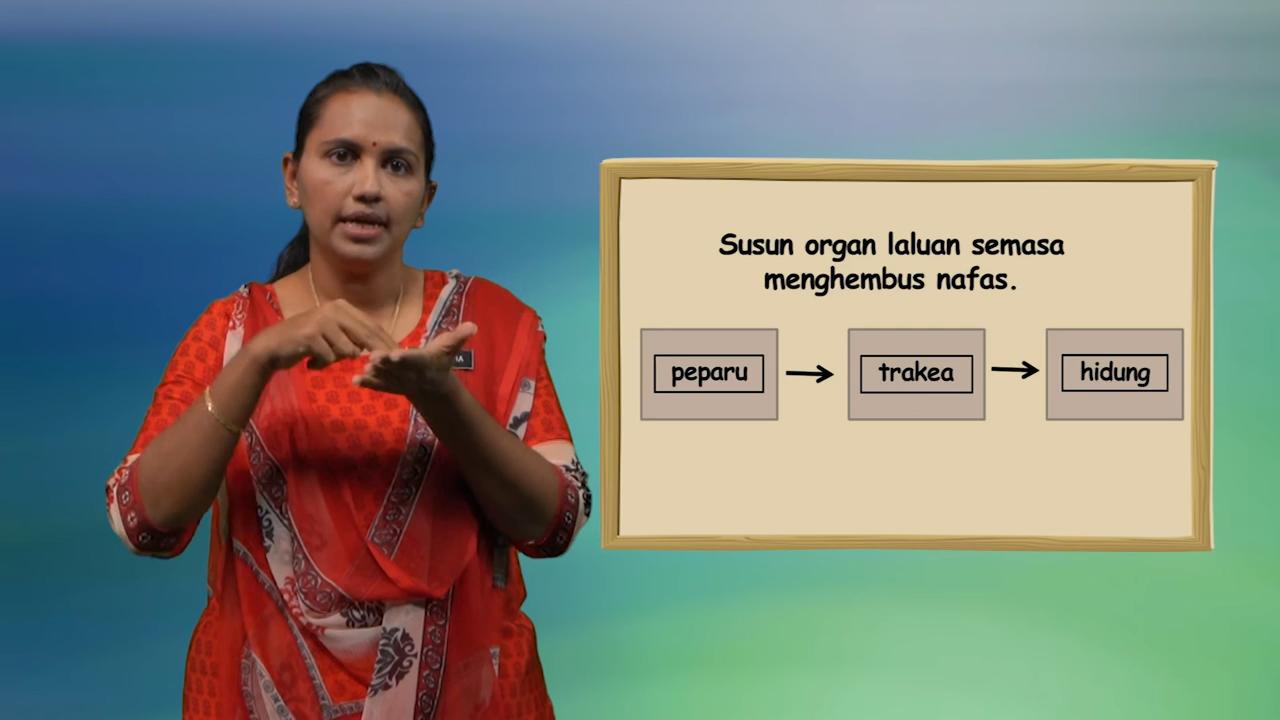 Susun organ laluan semasa
menghembus nafas.
peparu
trakea
hidung